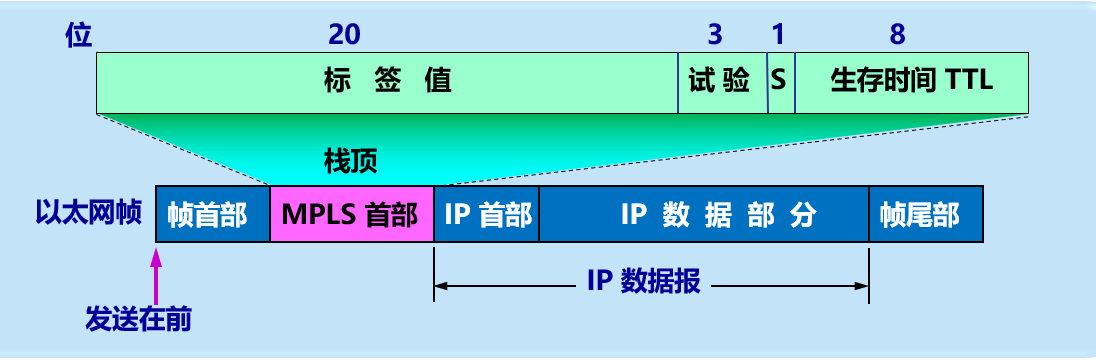 位 20 3 1 8
标 签 值 试 验 S 生存时间 TTL
栈顶
以太网帧 帧首部 MPLS 首部 IP 首部 IP 数 据 部 分 帧尾部
IP 数据报
发送在前